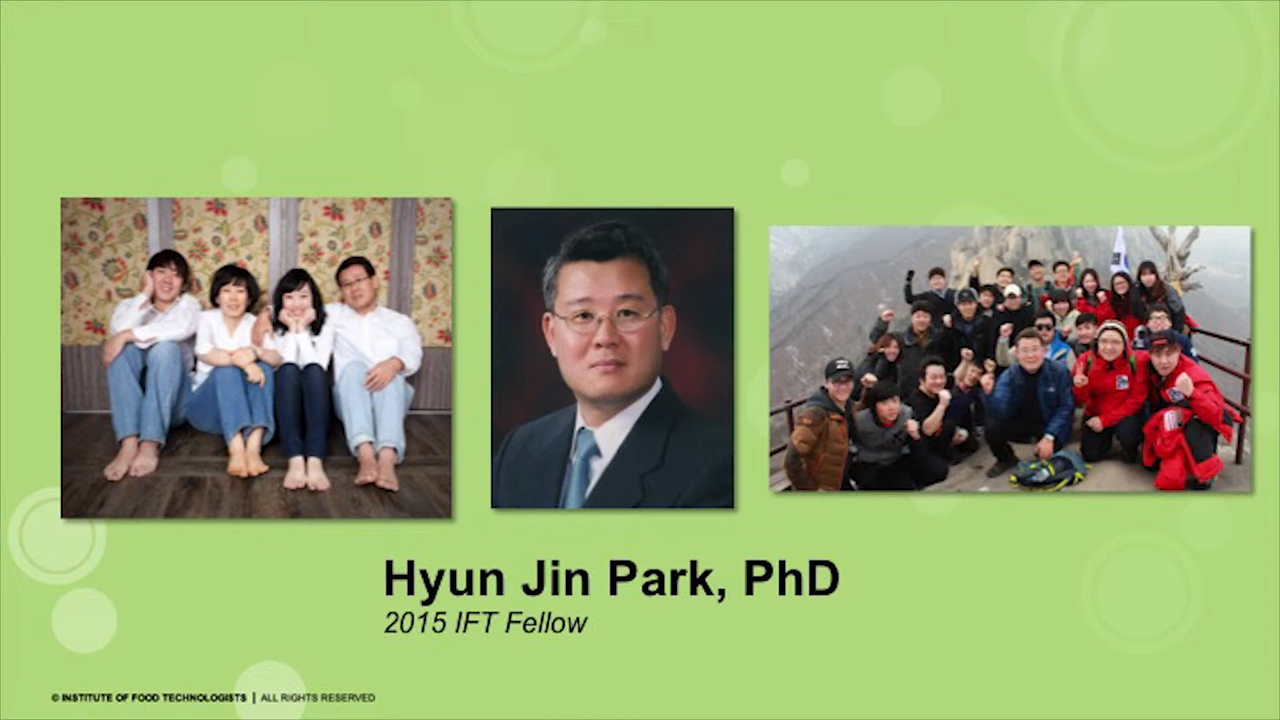 Hyun Jin Park, PhD
2015 IFT Fellow
© INSTITUTE OF FOOD TECHNOLOGISTS | ALL RIGHTS RESERVED